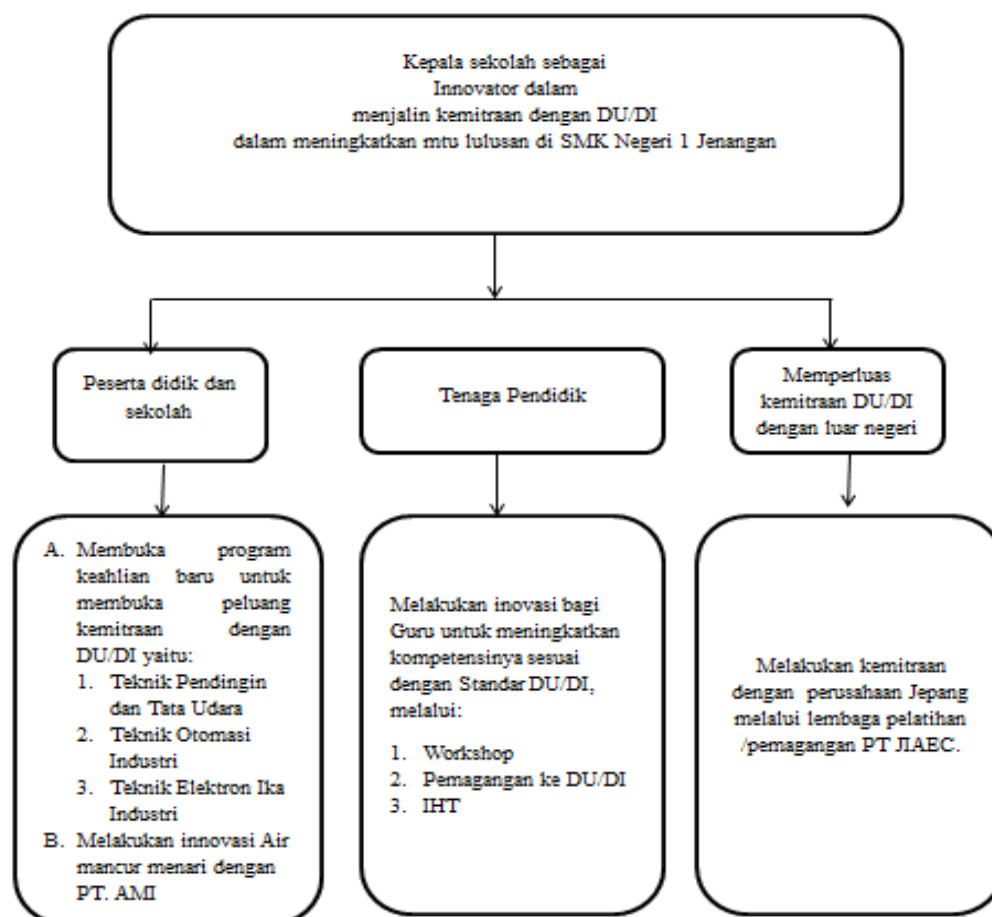 Kepala sekolah sebagai
Innovator dalam
menjalin kemitraan dengan DU/DI
dalam meningkatkan mtu lulusan di SMK Negeri 1 Jenangan
Peserta didik dan
sekolah
Tenaga Pendidik
Memperluas
kemitraan DU/DI
dengan luar negeri
A. Membuka program
keahlian baru untuk
membuka peluang
kemitraan dengan
DU/DI yaitu:
1. Teknik Pendingin
dan Tata Udara
2. Teknik Otomasi
Industri
3. Teknik Elektron Ika
Industri
B. Melakukan innovasi Air
mancur menari dengan
PT. AMI
Melakukan inovasi bagi
Guru untuk meningkatkan
kompetensinya sesuai
dengan Standar DU/DI,
melalui:
1. Workshop
2. Pemagangan ke DU/DI
3. IHT
Melakukan kemitraan
dengan perusahaan Jepang
melalui lembaga pelatihan
/pemagangan PT JIAEC.